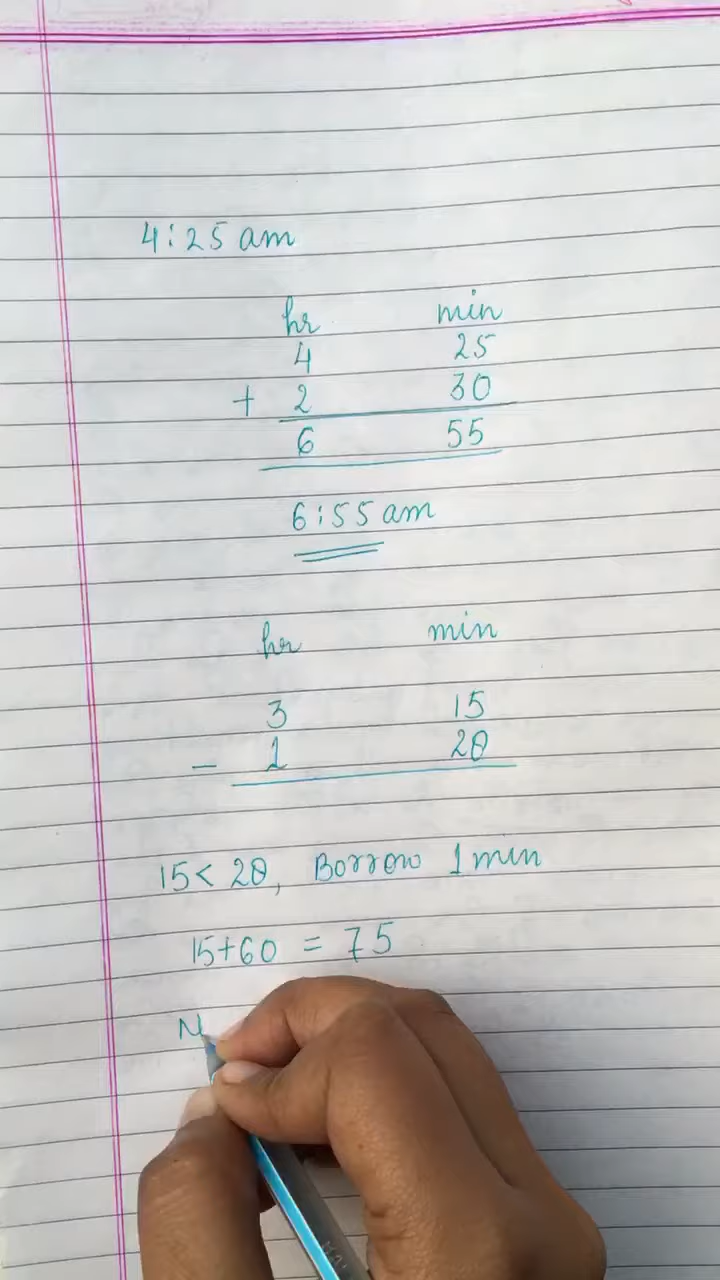 4:25 am
hr min
4 25
+ 2 30
6 55
6:55 am
hr min
3 15
- 1 20
15 < 20, Borrow 1 min
15+60 = 75
N